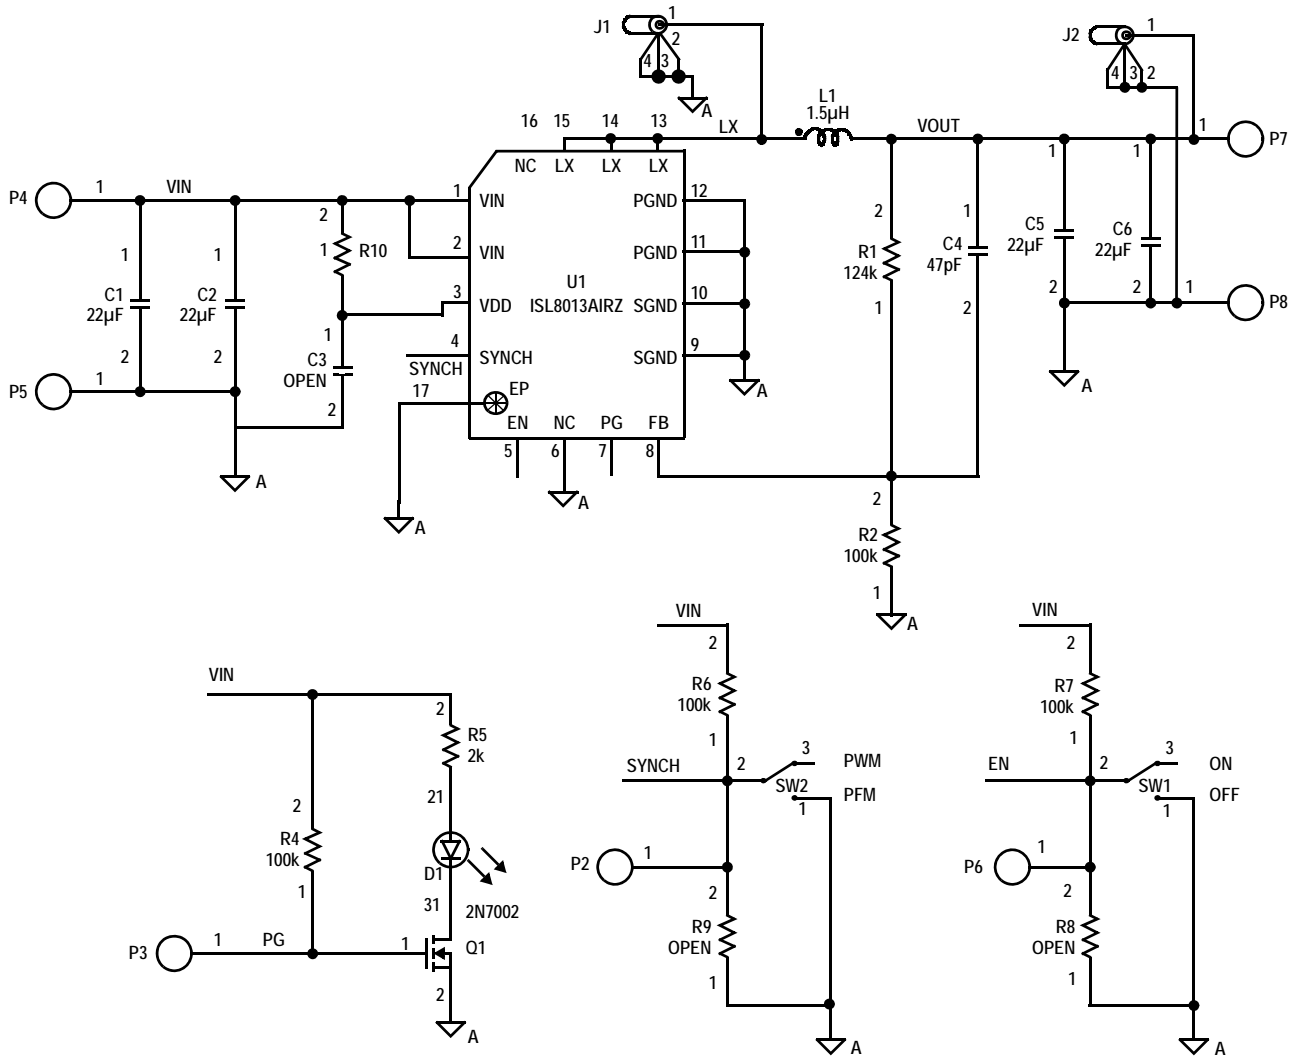 J1
1
2
4
3
A
J2
1
4
3
2
L1
1.5µH
16
15
14
13
LX
VOUT
1
P7
NC
LX
LX
LX
P4
1
VIN
1
VIN
PGND
12
2
1
R10
2
VIN
PGND
11
2
R1
124k
1
1
C4
47pF
2
1
C5
22µF
2
1
C6
22µF
2
1
P8
A
1
C1
22µF
2
1
C2
22µF
2
U1
ISL8013AIRZ
3
VDD
SGND
10
1
C3
OPEN
2
4
SYNCH
SYNCH
SGND
9
A
17
EP
P5
1
A
EN
NC
PG
FB
5
6
7
8
A
A
2
R2
100k
1
A
VIN
2
R4
100k
1
2
R5
2k
21
D1
31
2N7002
P3
1
PG
1
Q1
2
A
VIN
2
R6
100k
1
SYNCH
2
3
PWM
SW2
PFM
1
P2
1
2
R9
OPEN
1
A
VIN
2
R7
100k
1
EN
2
3
ON
SW1
OFF
1
P6
1
2
R8
OPEN
1
A